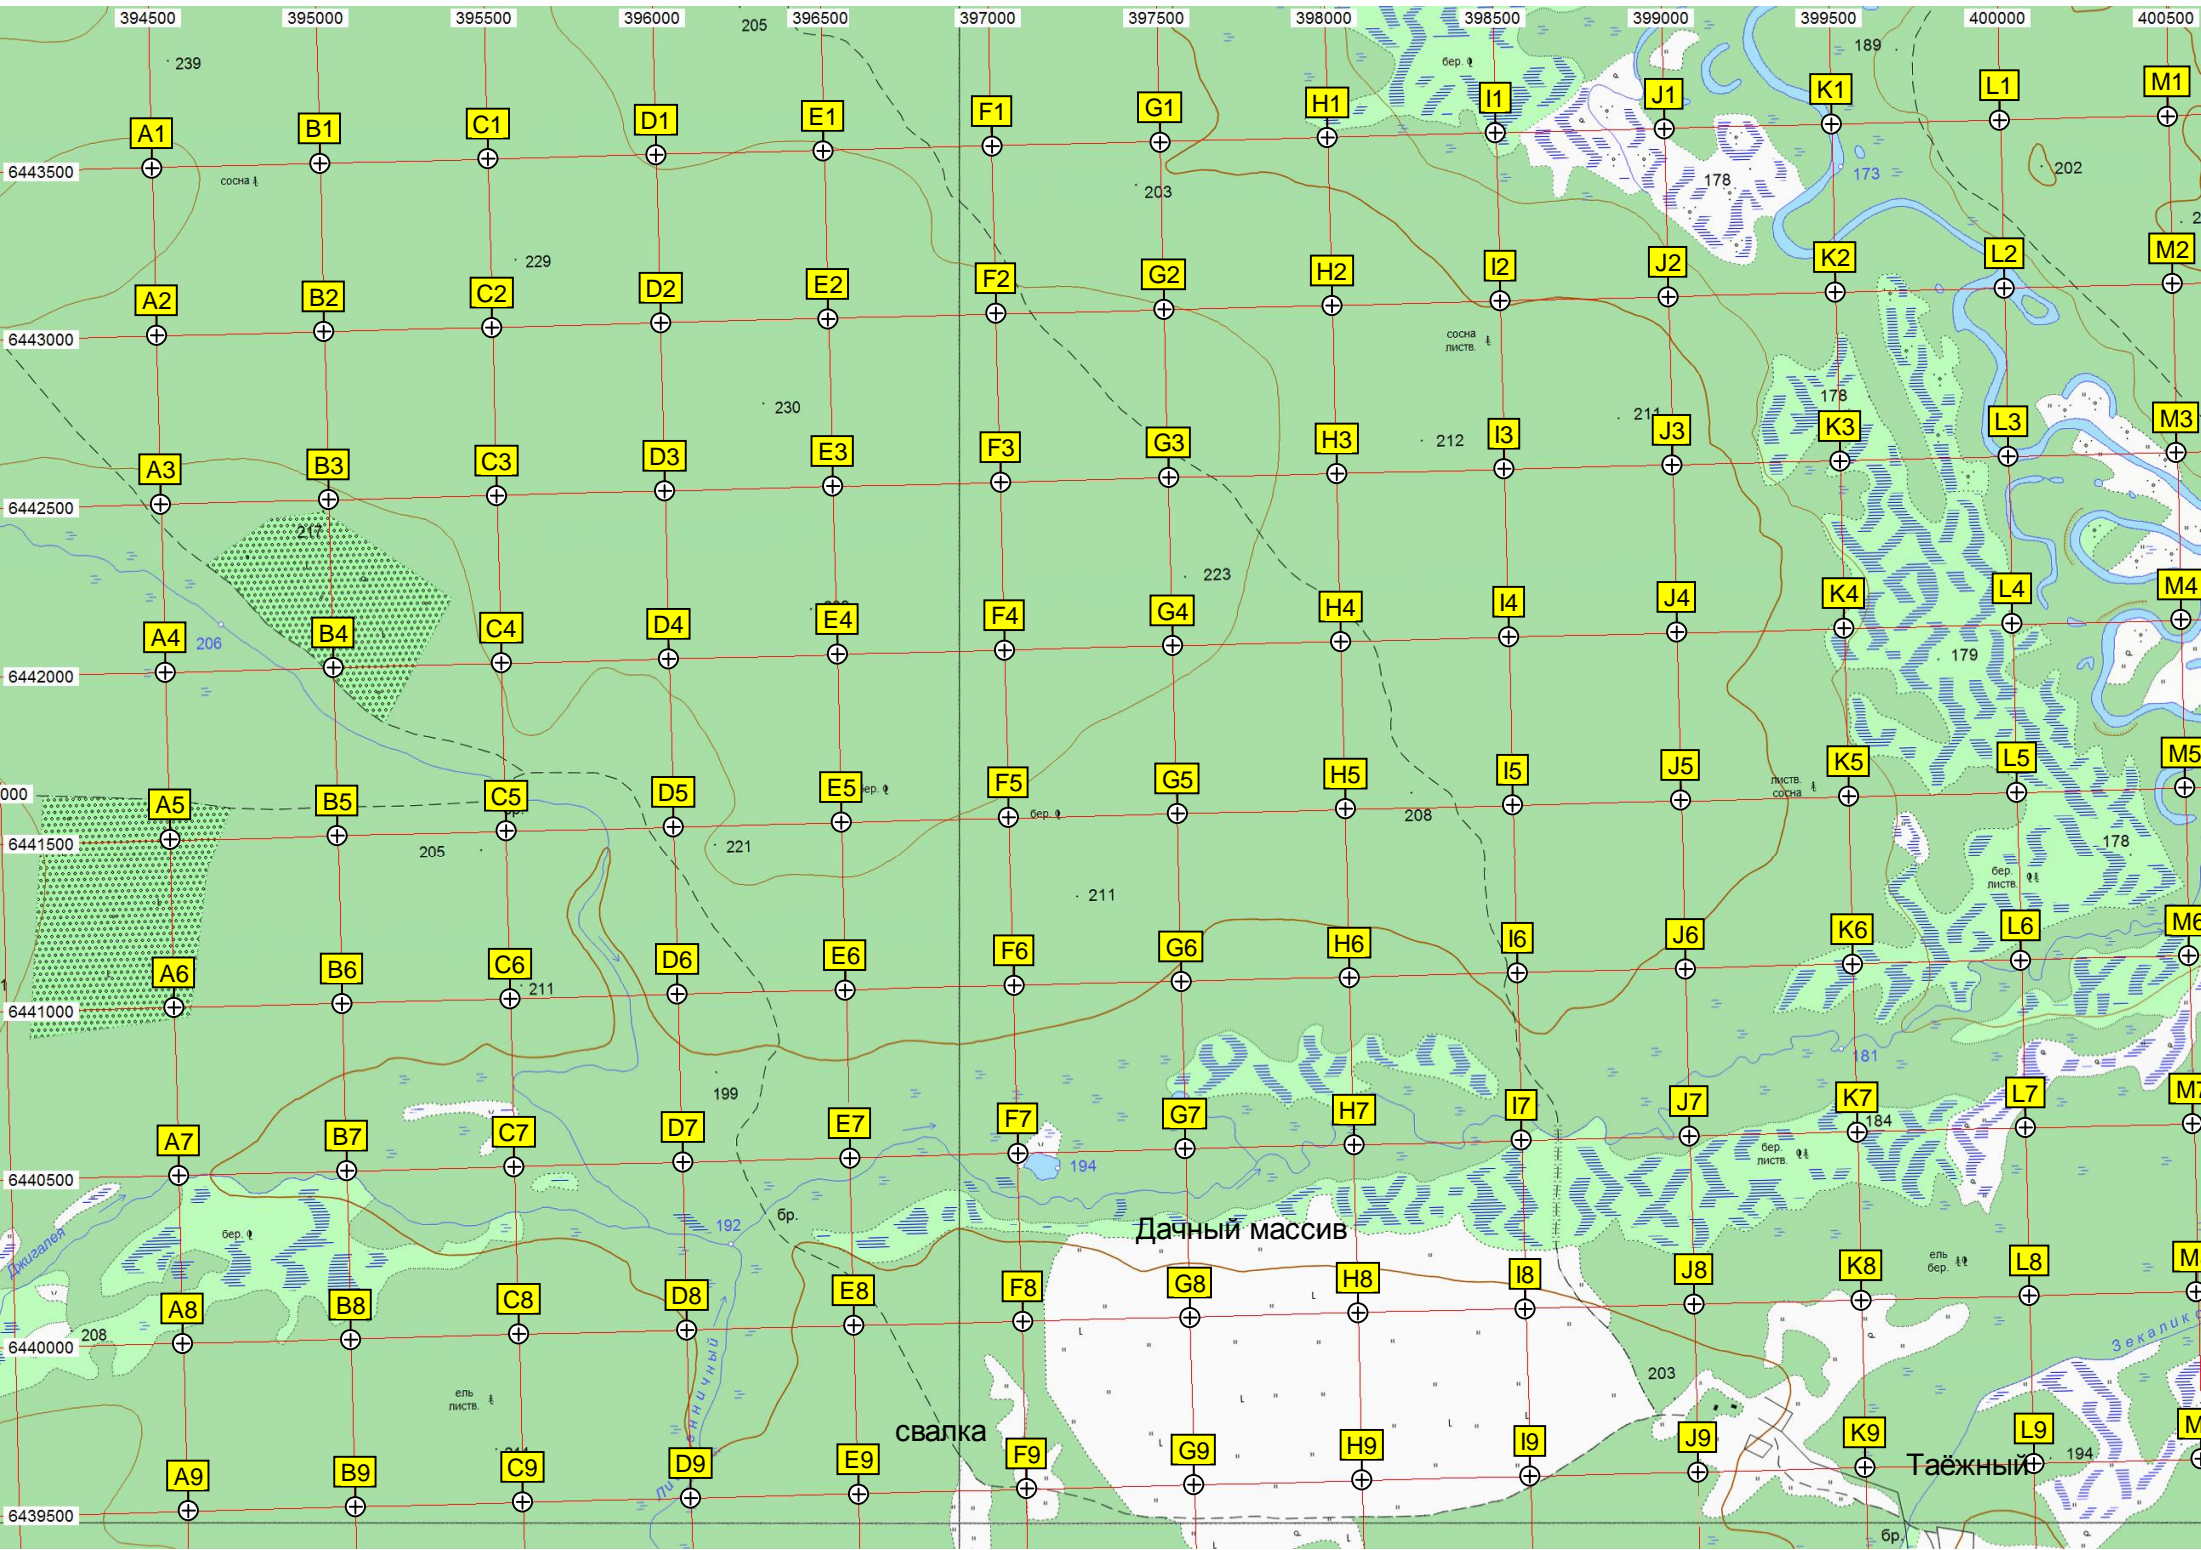 394500 395000 395500 396000 396500 397000 397500 398000 398500 399000 399500 400000 400500
205
189
239
бер.
A1 B1 C1 D1 E1 F1 G1 H1 I1 J1 K1 L1 M1
6443500
сосна
203
178
173
202
229
A2 B2 C2 D2 E2 F2 G2 H2 I2 J2 K2 L2 M2
6443000
сосна
листв.
230
178
211
212
A3 B3 C3 D3 E3 F3 G3 H3 I3 J3 K3 L3 M3
6442500
217
223
206
A4 B4 C4 D4 E4 F4 G4 H4 I4 J4 K4 L4 M4
179
6442000
листв.
сосна
A5 B5 C5 D5 E5 F5 G5 H5 I5 J5 K5 L5 M5
бер.
208
6441500
205
221
178
бер.
листв.
211
A6 B6 C6 D6 E6 F6 G6 H6 I6 J6 K6 L6 M6
211
6441000
181
199
A7 B7 C7 D7 E7 F7 G7 H7 I7 J7 K7 L7 M7
184
бер.
листв.
194
6440500
Джигалея
бер.
192
бр.
Дачный массив
ель
бер.
A8 B8 C8 D8 E8 F8 G8 H8 I8 J8 K8 L8
208
6440000
203
ель
листв.
свалка
A9 B9 C9 D9 E9 F9 G9 H9 I9 J9 K9 L9
Таёжный
194
6439500
бр.